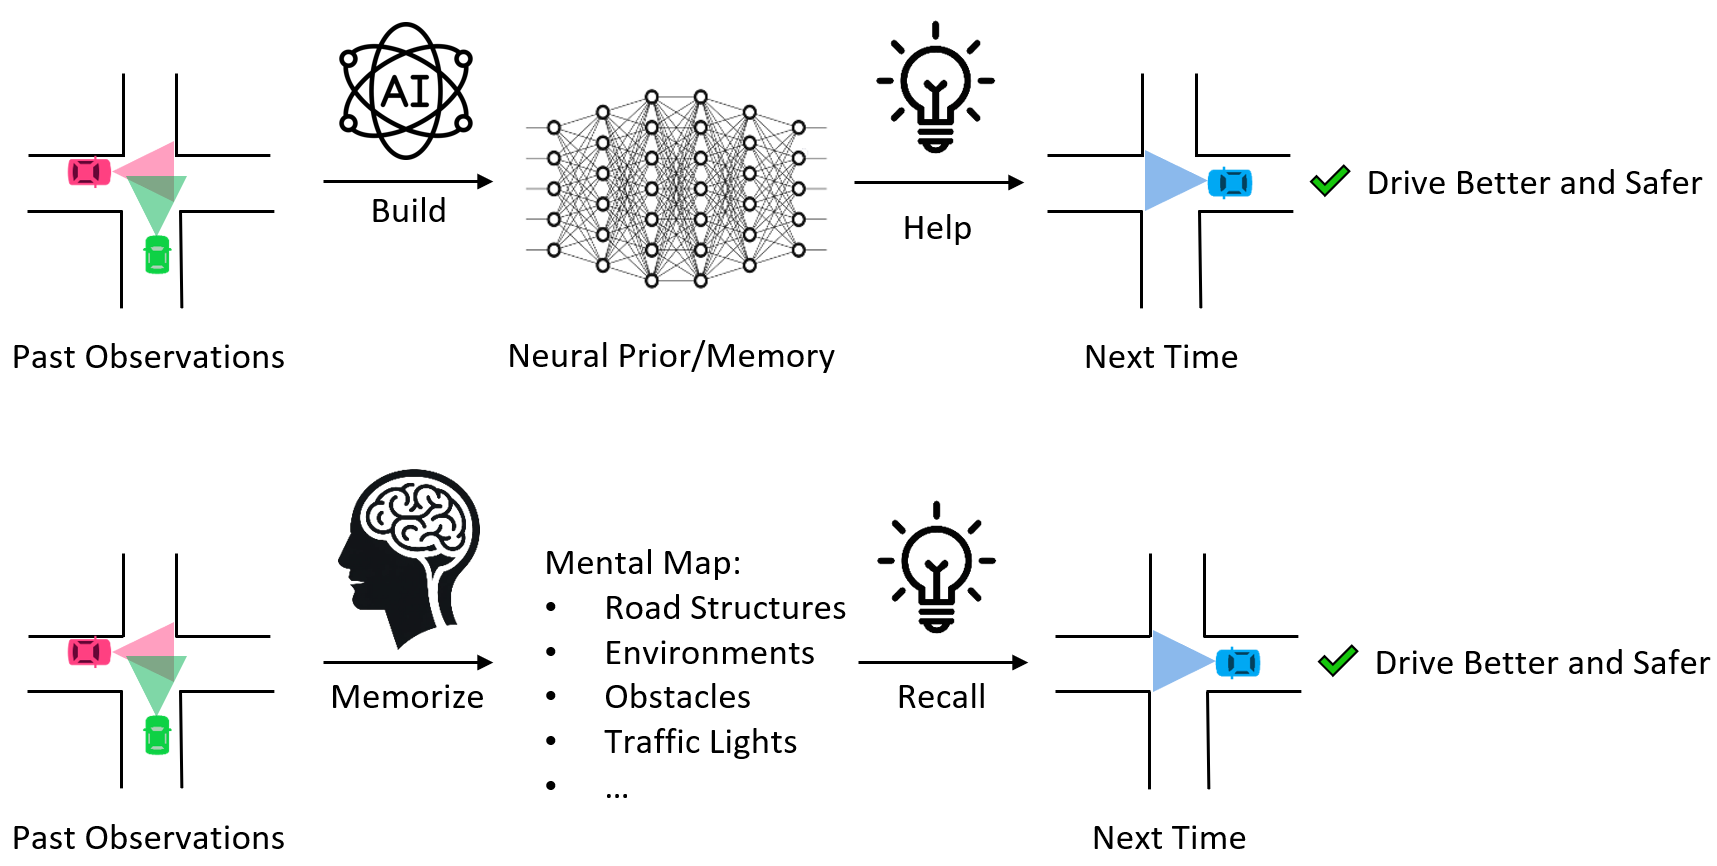 AI
Build
Help
Drive Better and Safer
Past Observations
Neural Prior/Memory
Next Time
Memorize
Mental Map:
• Road Structures
• Environments
• Obstacles
• Traffic Lights
• ...
Recall
Drive Better and Safer
Past Observations
Next Time